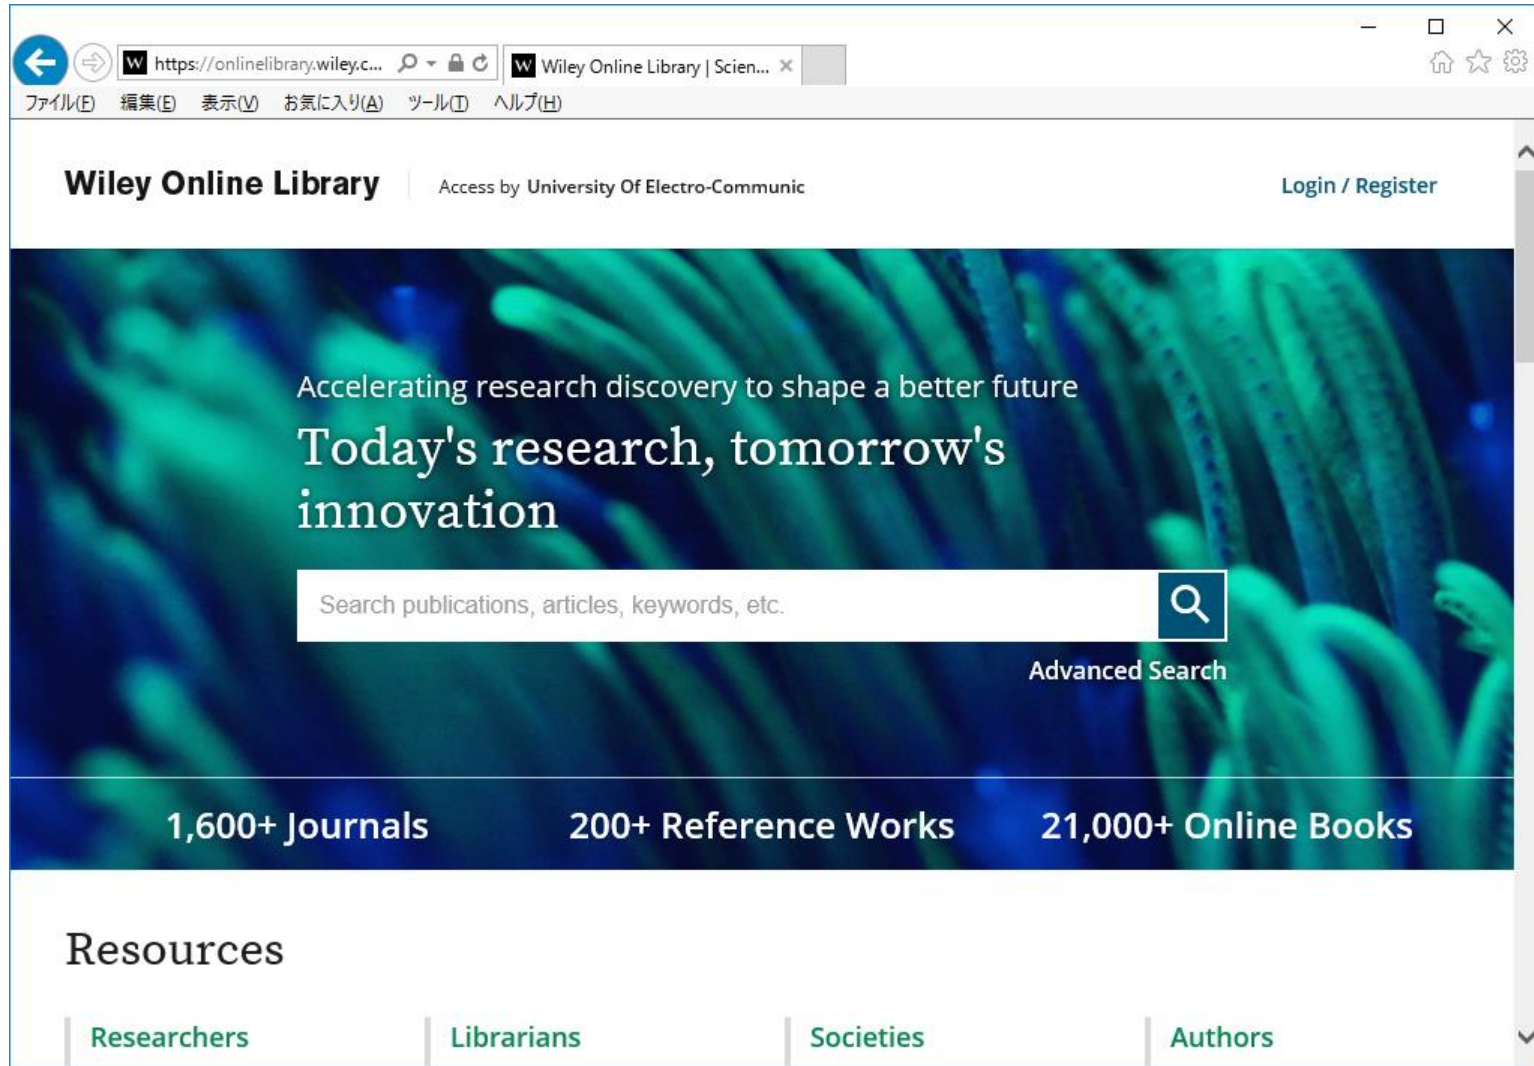 https://onlinelibrary.wiley.c...
W Wiley Online Library | Scien...
ファイル(F) 編集(E) 表示(V) お気に入り(A) ツール(T) ヘルプ(H)
Wiley Online Library
Access by University Of Electro-Communic
Login / Register
Accelerating research discovery to shape a better future
Today's research, tomorrow's
innovation
Search publications, articles, keywords, etc.
Advanced Search
1,600+ Journals
200+ Reference Works
21,000+ Online Books
Resources
Researchers
Librarians
Societies
Authors